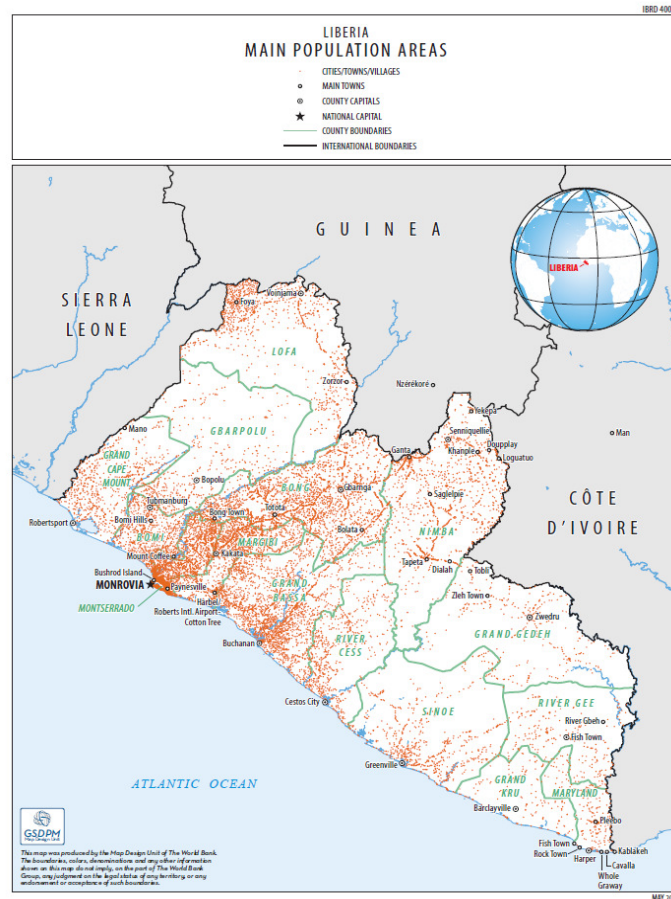 IBRD 400
LIBERIA
MAIN POPULATION AREAS
CITIES/TOWNS/VILLAGES
MAIN TOWNS
COUNTY CAPITALS
NATIONAL CAPITAL
COUNTY BOUNDARIES
INTERNATIONAL BOUNDARIES
GUINEA
LIBERIA
SIERRA
LEONE
Voinjama
Foya
LOFA
Zorzor
Nzérékoré
Yekepa
Mano
GBARPOLU
Senniquellie
Man
Ganta
Khanple
Doupplay
Loguatuo
GRAND
CAPE
MOUNT
Bopolu
BONG
Gbarnga
Saglelpie
CÔTE
D'IVOIRE
Tubmanburg
Totota
Bong Town
Robertsport
Bomi Hills
Bolata
NIMBA
BOMI
MARGIBI
Mount Coffee
Kakata
Tapeta
Dialah
Tobli
Bushrod Island
MONROVIA
Paynesville
GRAND
BASSA
Zleh Town
MONTSERRADO
Harbel
Roberts Intl. Airport
Cotton Tree
Zwedru
GRAND GEDEH
Buchanan
RIVER
CESS
Cestos City
SINOE
RIVER GEE
River Gbeh
Fish Town
Greenville
GRAND
KRU
MARYLAND
ATLANTIC OCEAN
Barclayville
Pleebo
GSDPM
Map Design Unit
Fish Town
Rock Town
Harper
Kablakeh
Cavalla
Whole
Graway
This map was produced by the Map Design Unit of The World Bank.
The boundaries, colors, denominations and any other information
shown on this map do not imply, on the part of The World Bank
Group, any judgment on the legal status of any territory, or any
endorsement or acceptance of such boundaries.